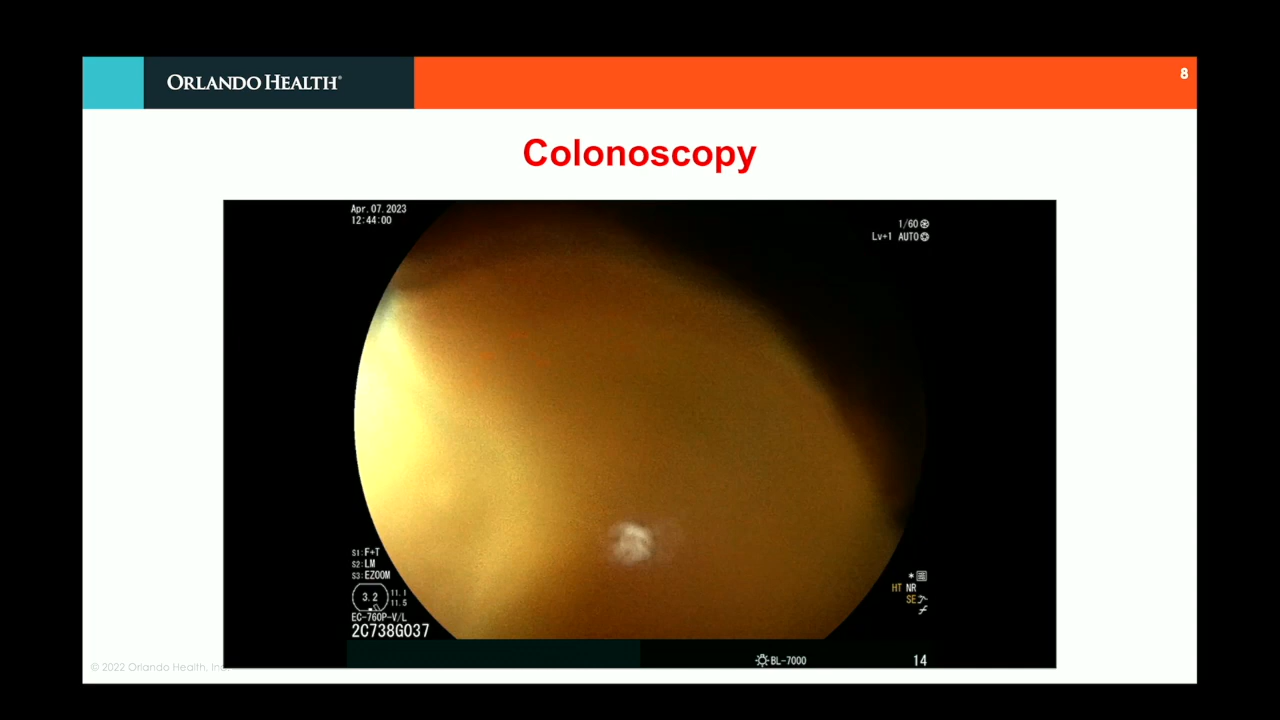 ORLANDO HEALTH®
8
Colonoscopy
Apr.07.2023
12:44:00
1/60
Lv+1 AUTO
S1:F+T
S2:LM
S3:EZOOM
3.2
11.1
11.5
EC-760P-V/L
2C738G037
HT NR
SE
BL-7000
14
© 2022 Orlando Health, Inc.